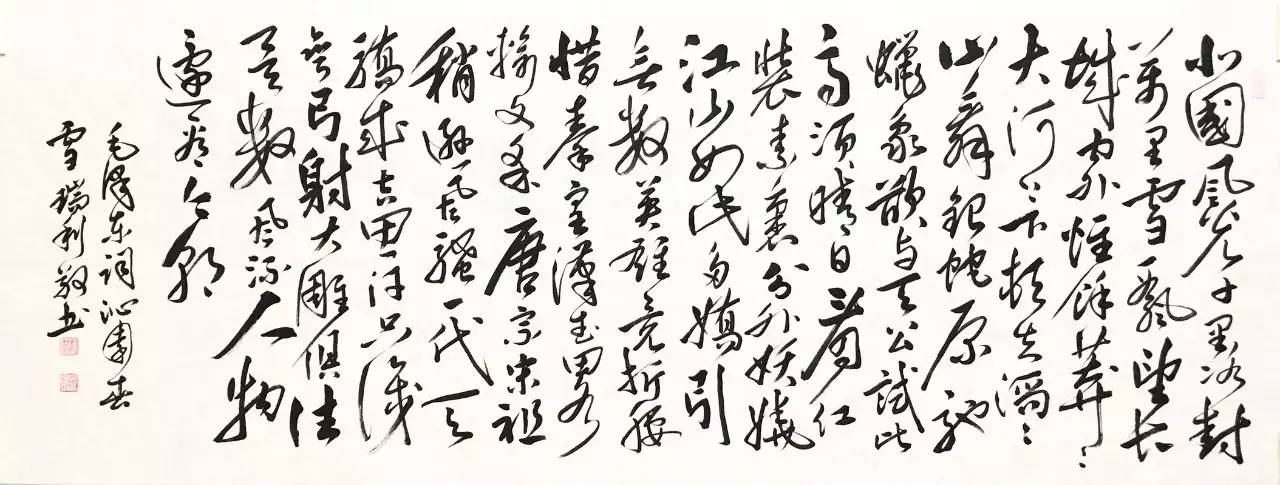 北國風光千里冰封
萬里雪飄望長
城内外惟餘莽〻
大河上下頓失滔〻
山舞銀蛇原馳
蠟象欲与天公試比
高須晴日看紅
裝素裹分外妖嬈
江山如此多嬌引
無數英雄競折腰
惜秦皇漢武略
輸文采唐宗宋祖
稍遜風騷一代天
驕成吉思汗只識
彎弓射大雕俱往
矣數風流人物
還看今朝
毛澤東詞沁園春
雪瑞利敬书